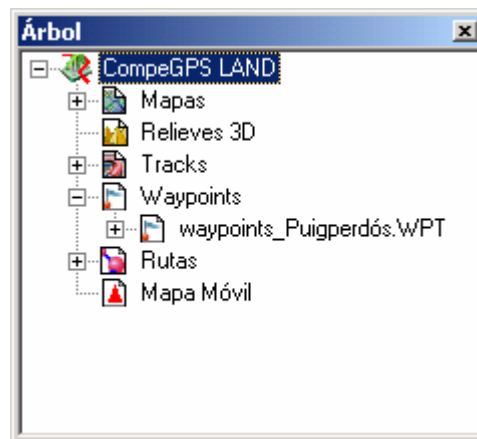 Árbol
CompeGPS LAND
Mapas
Relieves 3D
Tracks
Waypoints
waypoints_Puigperdós.WPT
Rutas
Mapa Móvil